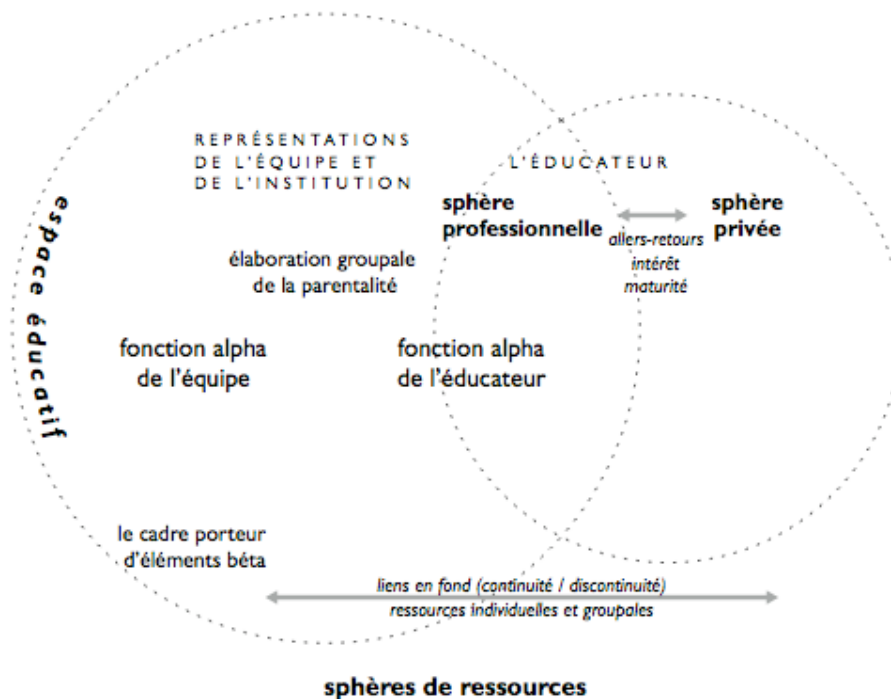 REPRÉSENTATIONS
DE L'ÉQUIPE ET
DE L'INSTITUTION
L'ÉDUCATEUR
espace éducatif
sphère
professionnelle
sphère
privée
allers-retours
intérêt
maturité
élaboration groupale
de la parentalité
fonction alpha
de l'équipe
fonction alpha
de l'éducateur
le cadre porteur
d'éléments béta
liens en fond (continuité / discontinuité)
ressources individuelles et groupales
sphères de ressources